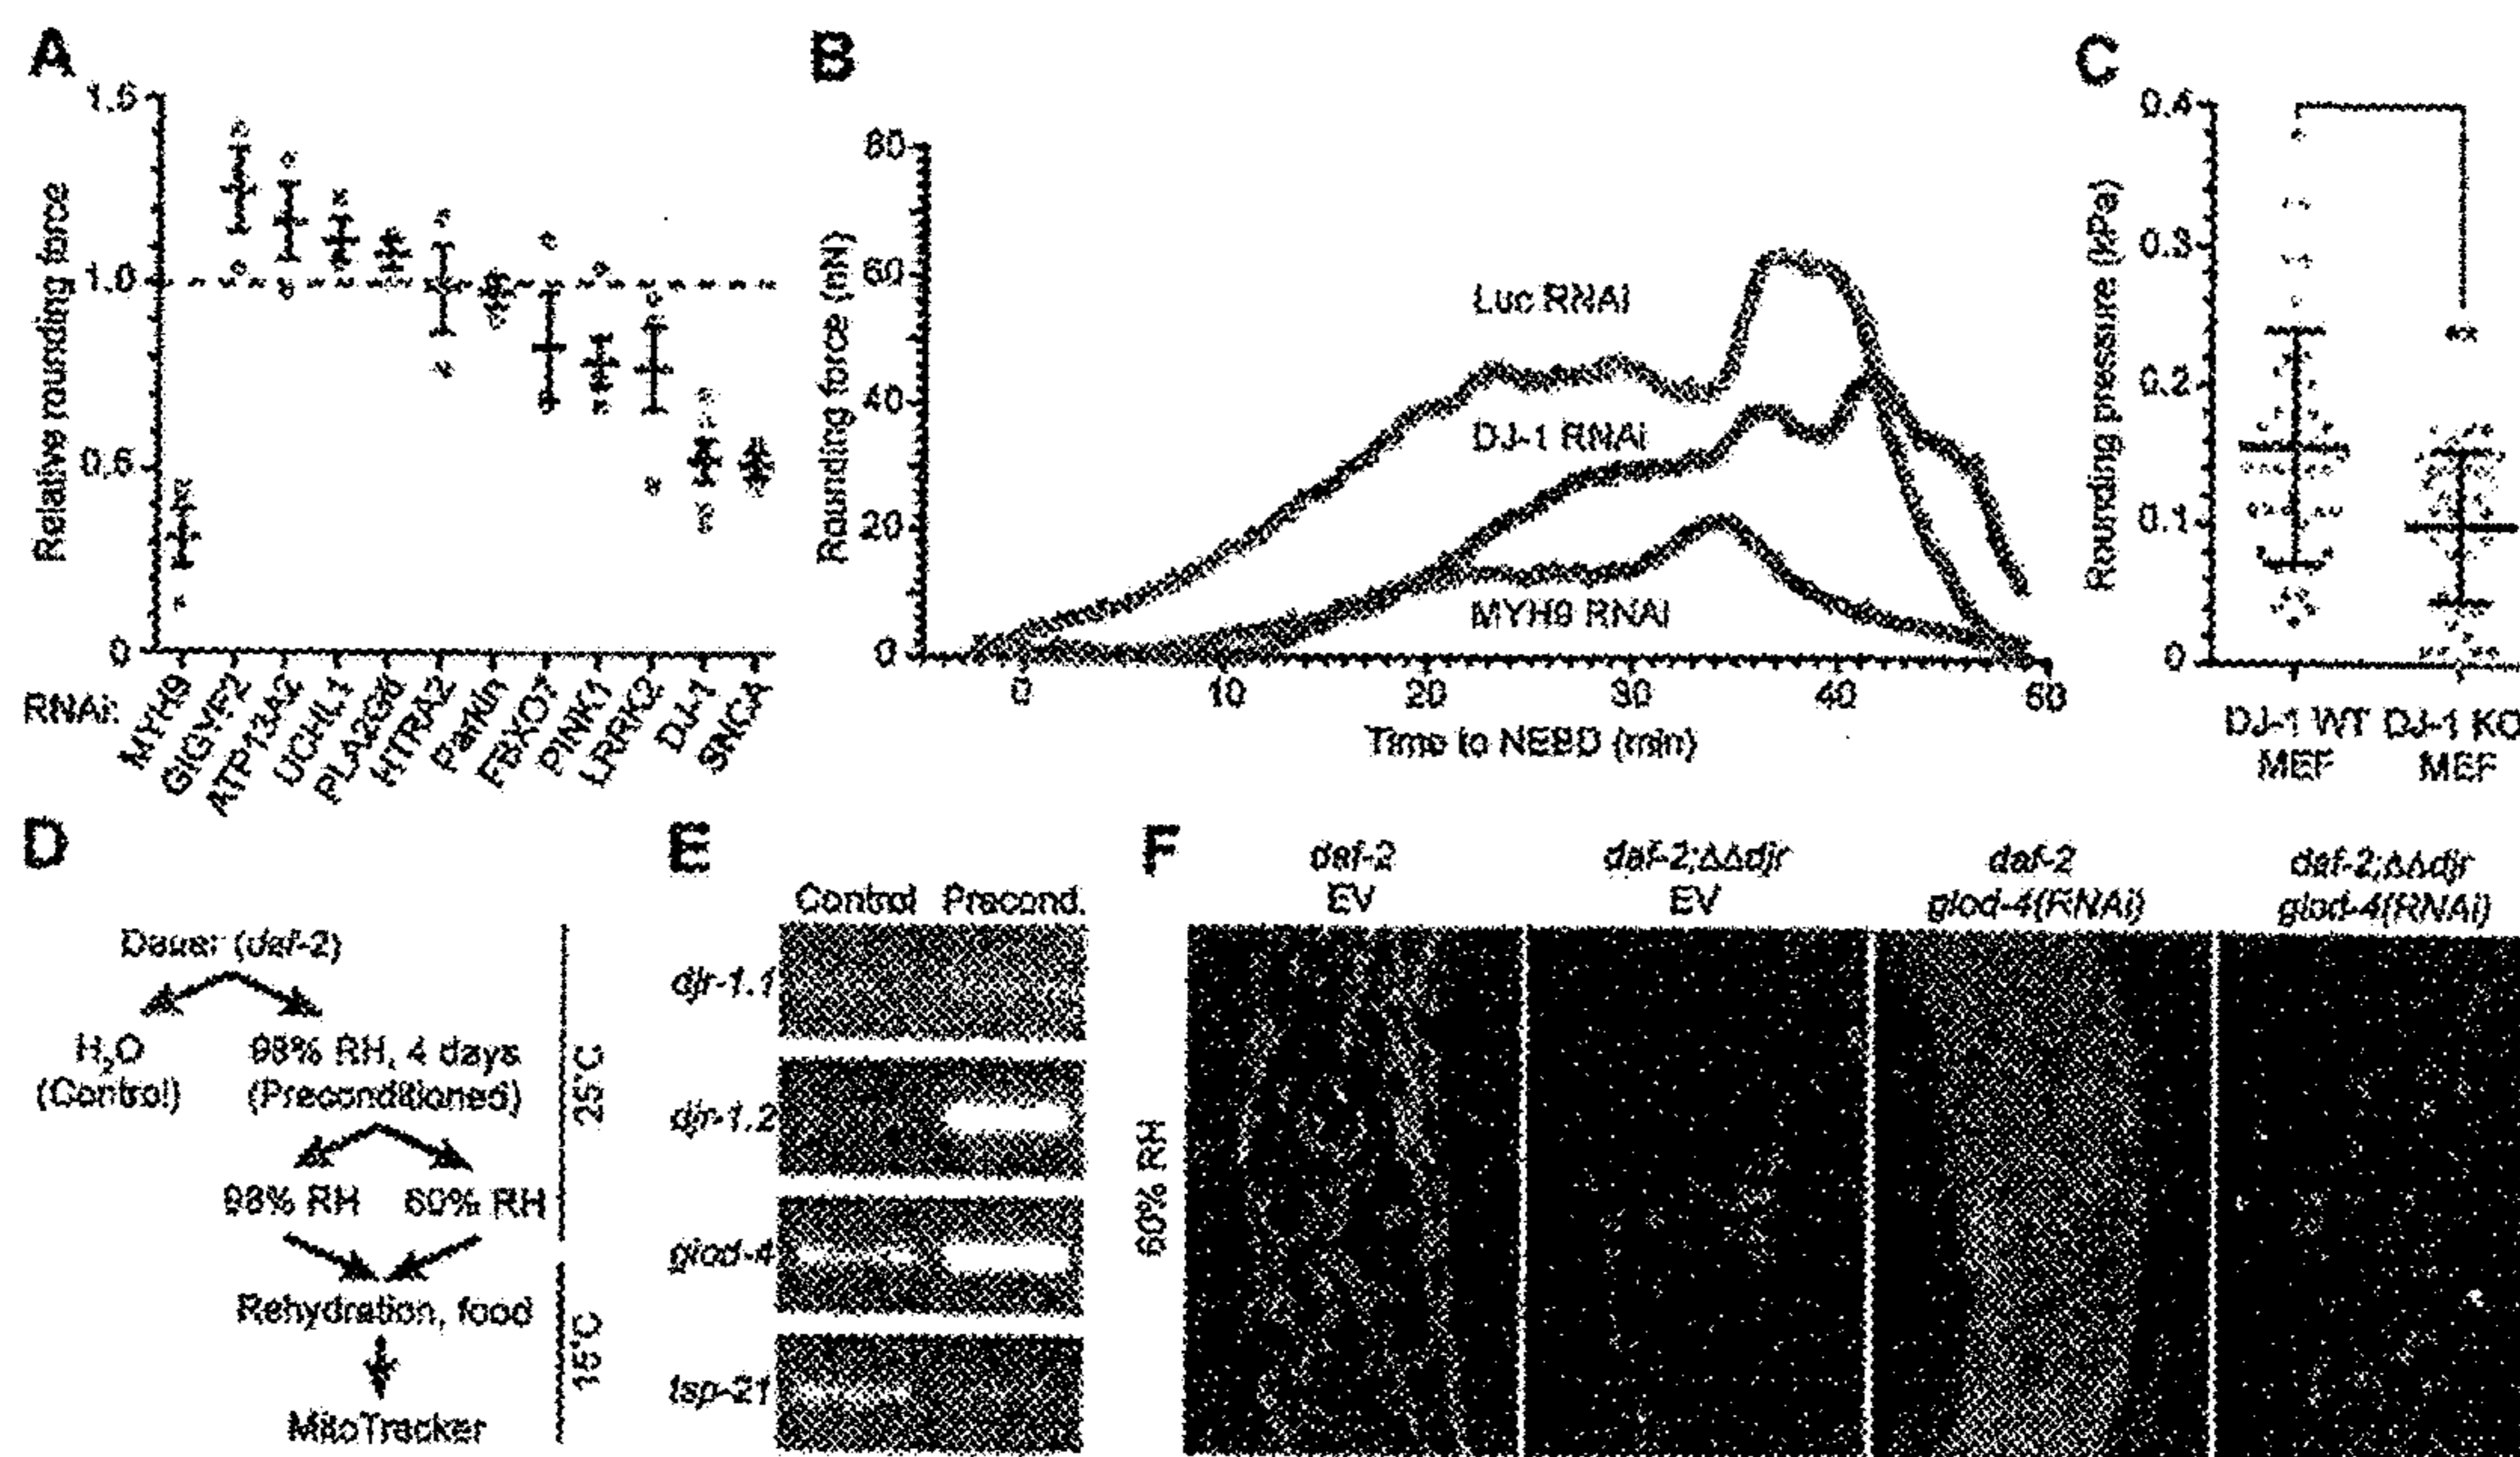 A
1.5
1.0
0.5
0
Relative rounding force
RNAi:
MYH9
GIGYF2
ATP13A2
UCHL1
PLA2G6
HTRA2
Parkin
FBXO7
PINK1
LRRK2
DJ-1
SNCA
B
80
60
40
20
0
Rounding force (nN)
Luc RNAi
DJ-1 RNAi
MYH9 RNAi
0 10 20 30 40 50
Time to NEBD (min)
C
0.4
0.3
0.2
0.1
0
Rounding pressure (kPa)
DJ-1 WT DJ-1 KO
MEF MEF
D
Dauer (daf-2)
H₂O 98% RH, 4 days
(Control) (Preconditioned)
98% RH 60% RH
Rehydration, food
MitoTracker
25°C
15°C
E
Control Precond.
djr-1.1
djr-1.2
glod-4
tsp-21
F
daf-2 daf-2;ΔΔdjr daf-2 daf-2;ΔΔdjr
EV EV glod-4(RNAi) glod-4(RNAi)
60% RH